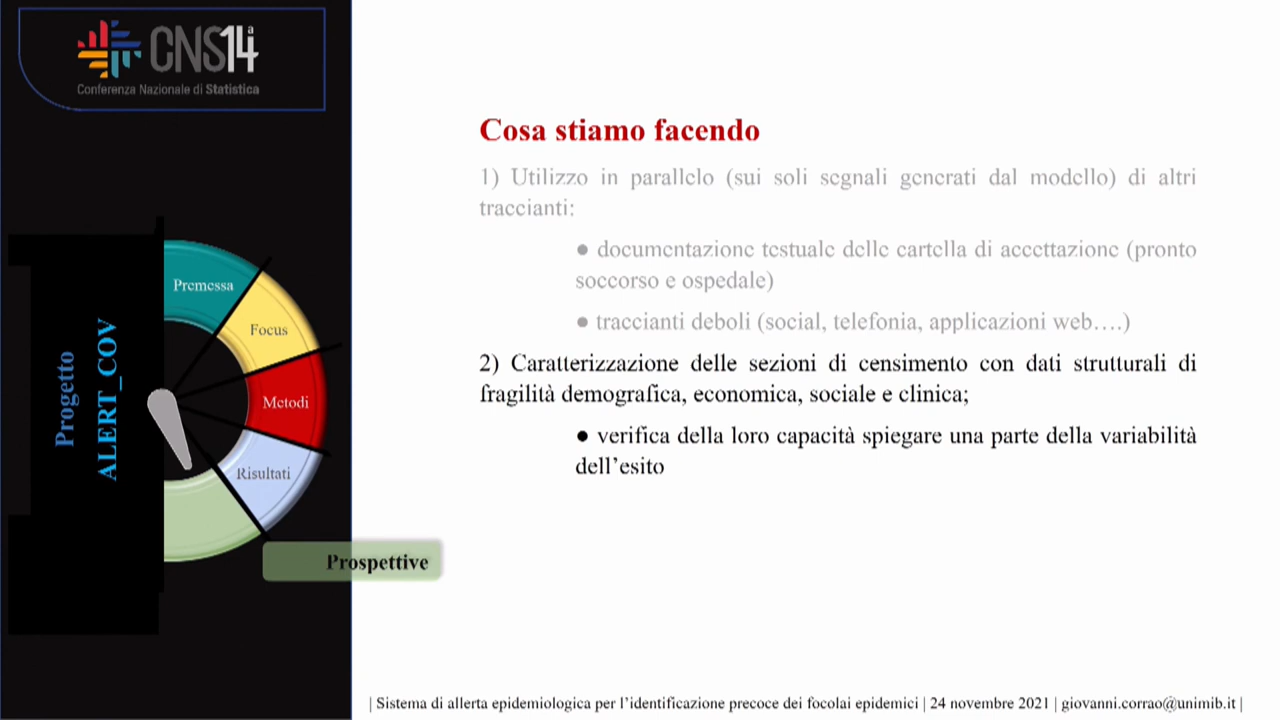 CNS14ª
Conferenza Nazionale di Statistica
Progetto
ALERT_COV
Premessa
Focus
Metodi
Risultati
Prospettive
Cosa stiamo facendo
1) Utilizzo in parallelo (sui soli segnali generati dal modello) di altri
traccianti:
● documentazione testuale delle cartella di accettazione (pronto
soccorso e ospedale)
● traccianti deboli (social, telefonia, applicazioni web….)
2) Caratterizzazione delle sezioni di censimento con dati strutturali di
fragilità demografica, economica, sociale e clinica;
● verifica della loro capacità spiegare una parte della variabilità
dell’esito
| Sistema di allerta epidemiologica per l’identificazione precoce dei focolai epidemici | 24 novembre 2021 | giovanni.corrao@unimib.it |